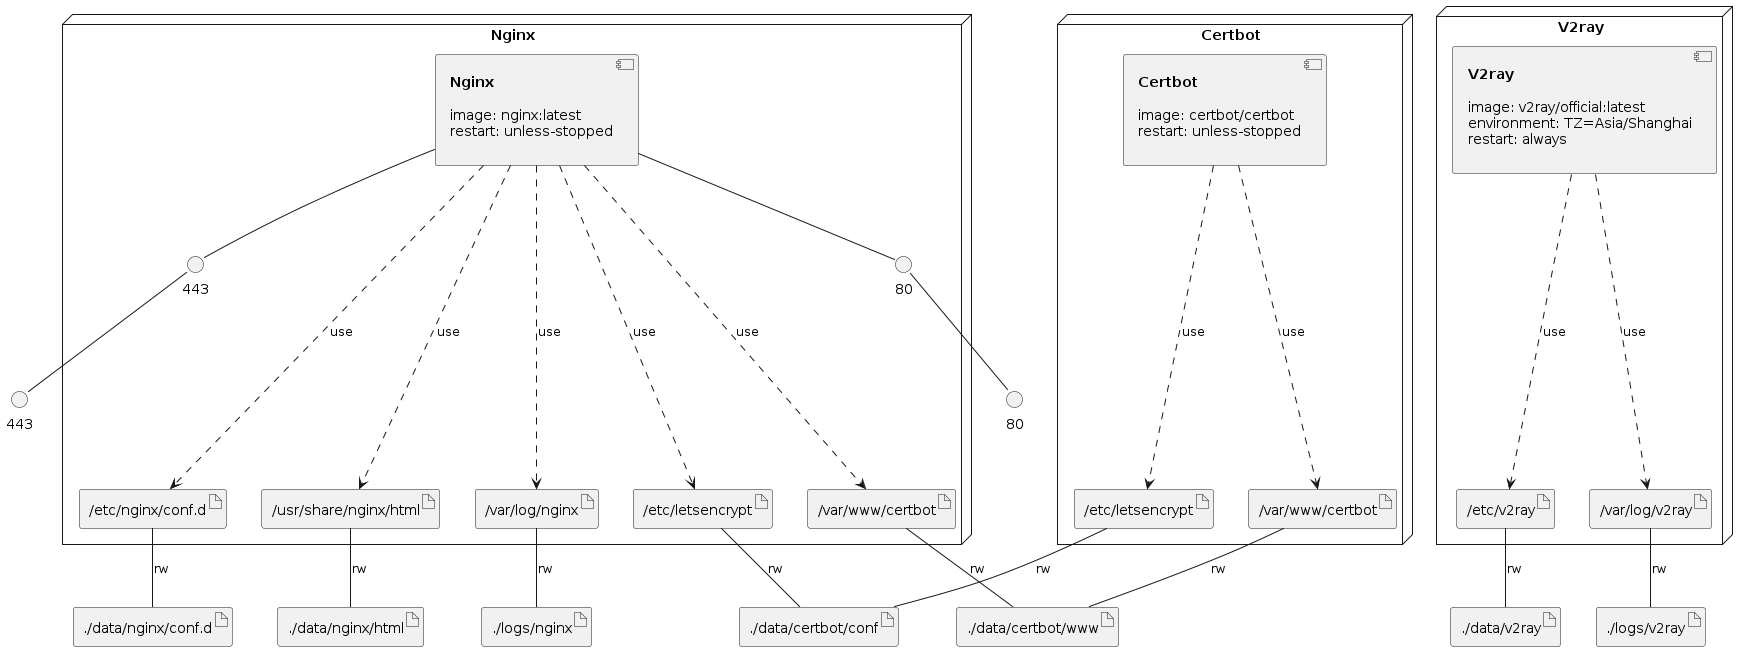 Nginx
Certbot
V2ray
Nginx
image: nginx:latest
restart: unless-stopped
Certbot
image: certbot/certbot
restart: unless-stopped
V2ray
image: v2ray/official:latest
environment: TZ=Asia/Shanghai
restart: always
443
80
use
use
use
use
use
use
use
use
use
443
80
/etc/nginx/conf.d
/usr/share/nginx/html
/var/log/nginx
/etc/letsencrypt
/var/www/certbot
/etc/letsencrypt
/var/www/certbot
/etc/v2ray
/var/log/v2ray
rw
rw
rw
rw
rw
rw
rw
rw
rw
./data/nginx/conf.d
./data/nginx/html
./logs/nginx
./data/certbot/conf
./data/certbot/www
./data/v2ray
./logs/v2ray